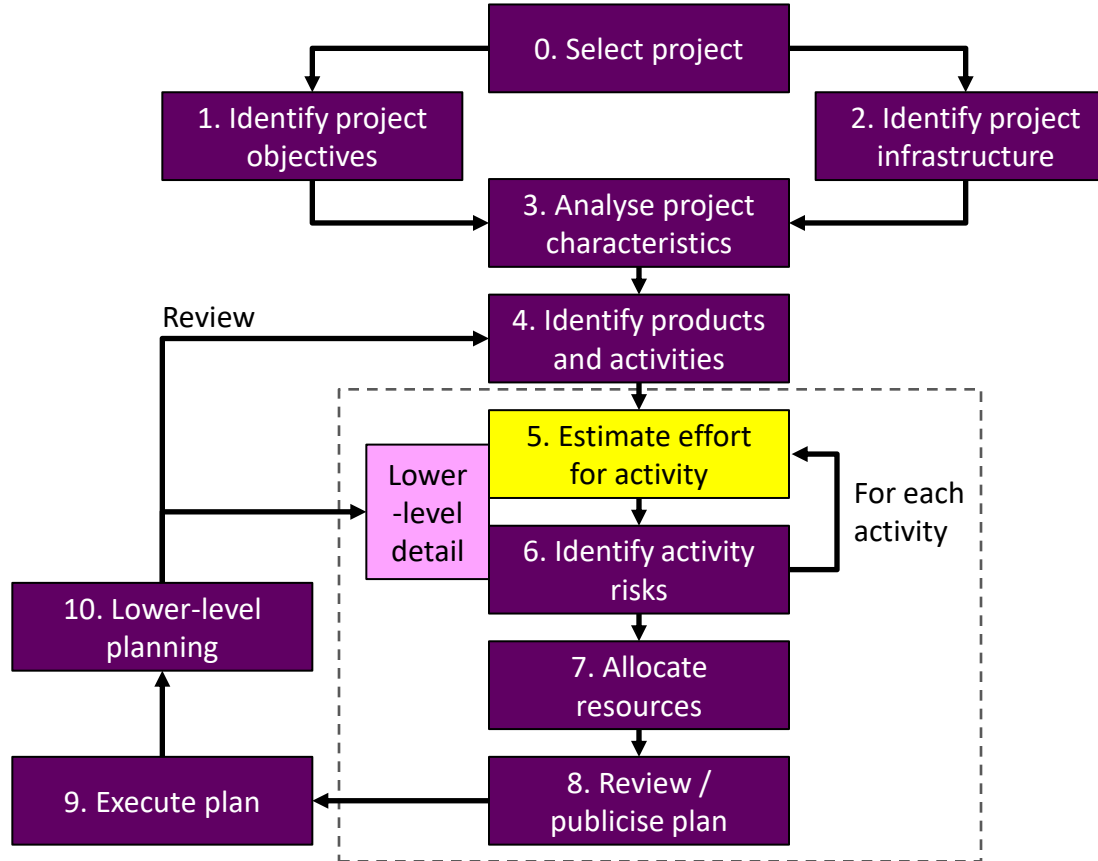 0. Select project
1. Identify project
objectives
2. Identify project
infrastructure
3. Analyse project
characteristics
Review
4. Identify products
and activities
5. Estimate effort
for activity
Lower
-level
detail
For each
activity
6. Identify activity
risks
10. Lower-level
planning
7. Allocate
resources
9. Execute plan
8. Review /
publicise plan